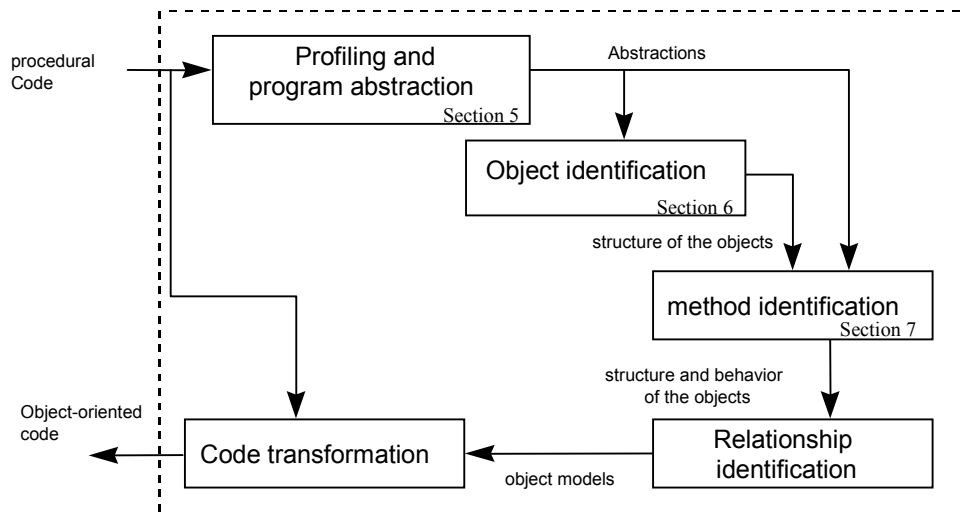 procedural
Code
Profiling and
program abstraction
Section 5
Abstractions
Object identification
Section 6
structure of the objects
method identification
Section 7
structure and behavior
of the objects
Object-oriented
code
Code transformation
object models
Relationship
identification